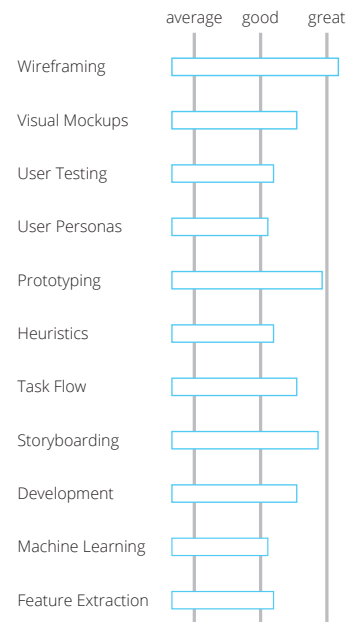 average good great
Wireframing
Visual Mockups
User Testing
User Personas
Prototyping
Heuristics
Task Flow
Storyboarding
Development
Machine Learning
Feature Extraction